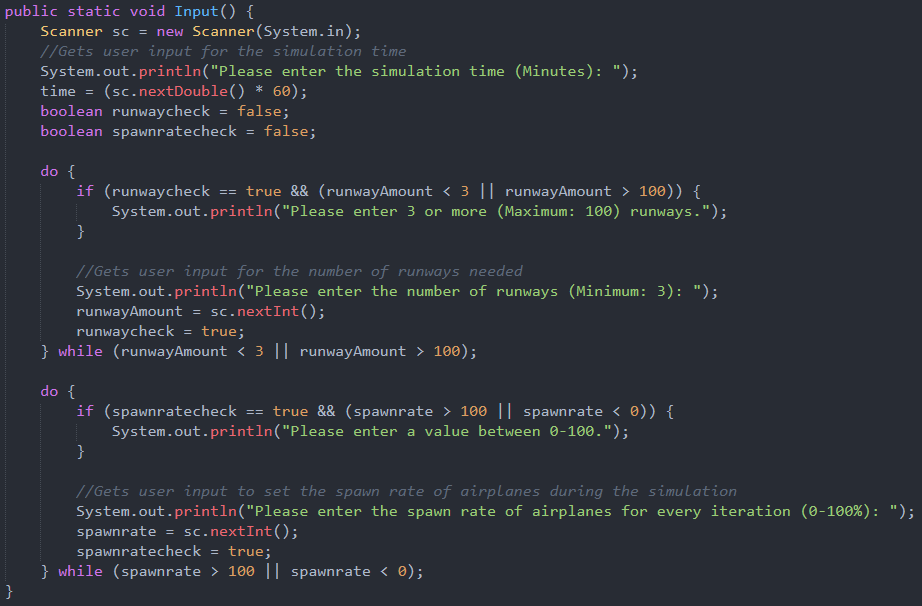 public static void Input() {
    Scanner sc = new Scanner(System.in);
    //Gets user input for the simulation time
    System.out.println("Please enter the simulation time (Minutes): ");
    time = (sc.nextDouble() * 60);
    boolean runwaycheck = false;
    boolean spawnratecheck = false;

    do {
        if (runwaycheck == true && (runwayAmount < 3 || runwayAmount > 100)) {
            System.out.println("Please enter 3 or more (Maximum: 100) runways.");
        }

        //Gets user input for the number of runways needed
        System.out.println("Please enter the number of runways (Minimum: 3): ");
        runwayAmount = sc.nextInt();
        runwaycheck = true;
    } while (runwayAmount < 3 || runwayAmount > 100);

    do {
        if (spawnratecheck == true && (spawnrate > 100 || spawnrate < 0)) {
            System.out.println("Please enter a value between 0-100.");
        }

        //Gets user input to set the spawn rate of airplanes during the simulation
        System.out.println("Please enter the spawn rate of airplanes for every iteration (0-100%): ");
        spawnrate = sc.nextInt();
        spawnratecheck = true;
    } while (spawnrate > 100 || spawnrate < 0);
}